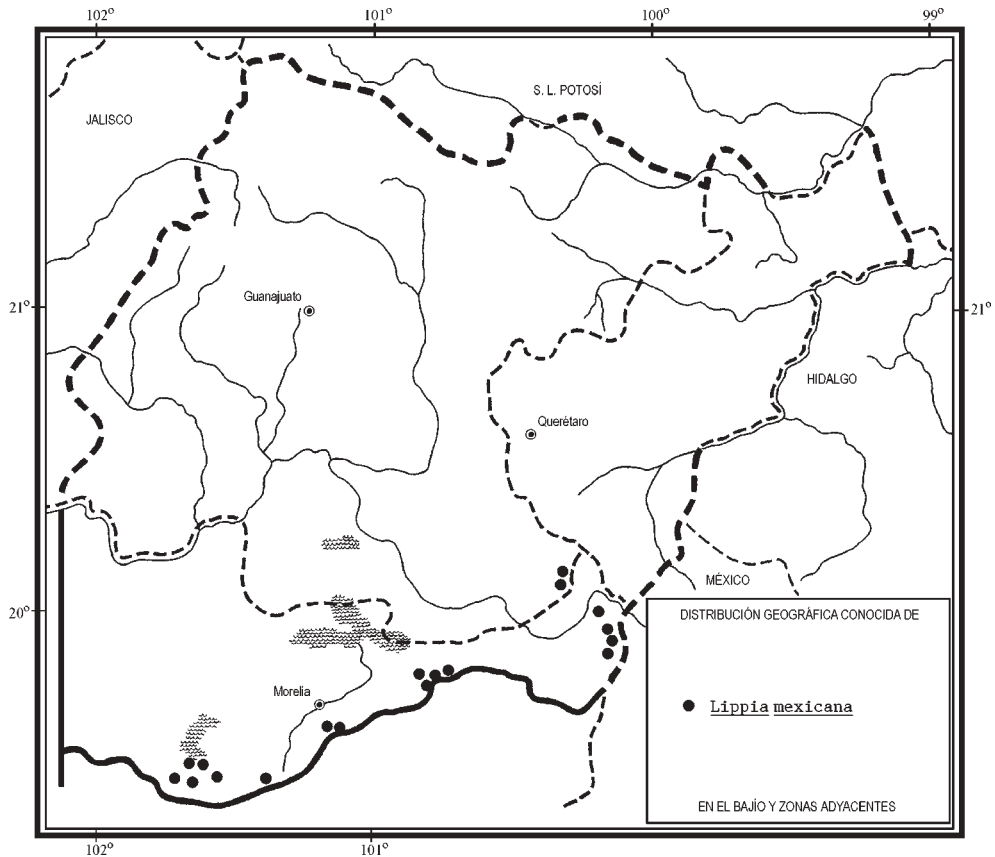 102° 101° 100° 99°
S. L. POTOSÍ
JALISCO
Guanajuato
21° 21°
HIDALGO
Querétaro
MÉXICO
20°
DISTRIBUCIÓN GEOGRÁFICA CONOCIDA DE
Morelia
Lippia mexicana
EN EL BAJÍO Y ZONAS ADYACENTES
102° 101°